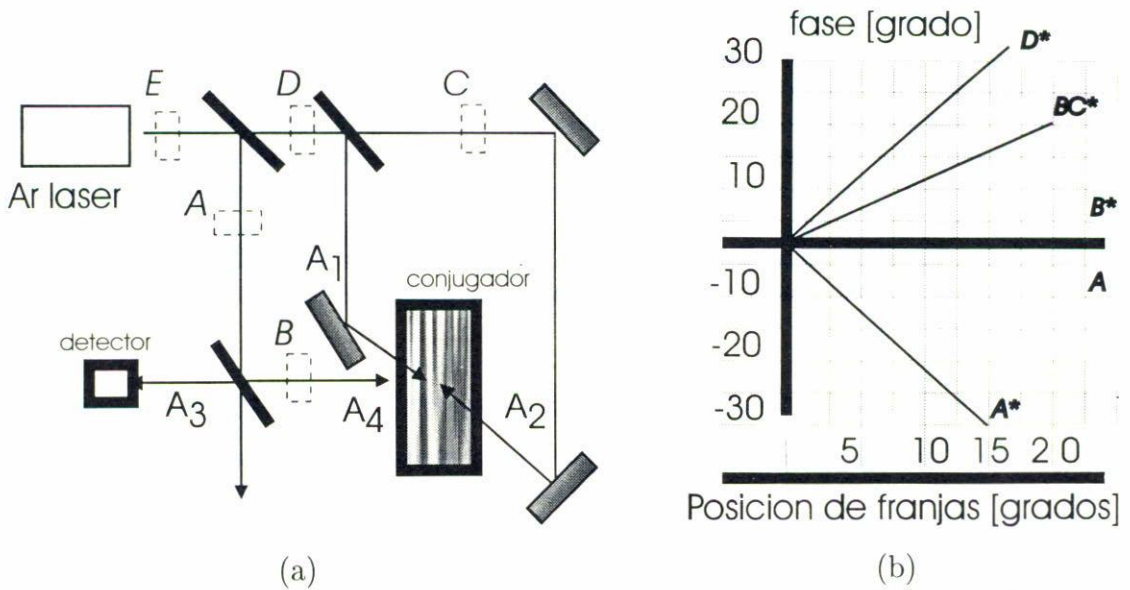 E
D
C
Ar laser
A
A1
conjugador
detector
B
A3
A4
A2
(a)
fase [grado]
30
20
10
-10
-20
-30
D*
BC*
B*
A
A*
5 10 15 20
Posicion de franjas [grados]
(b)